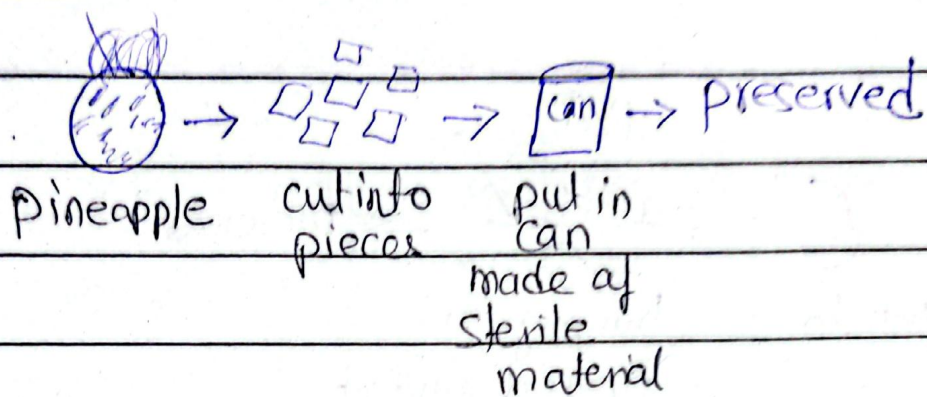 can → preserved
pineapple cut into put in
pieces can
made of
sterile
material